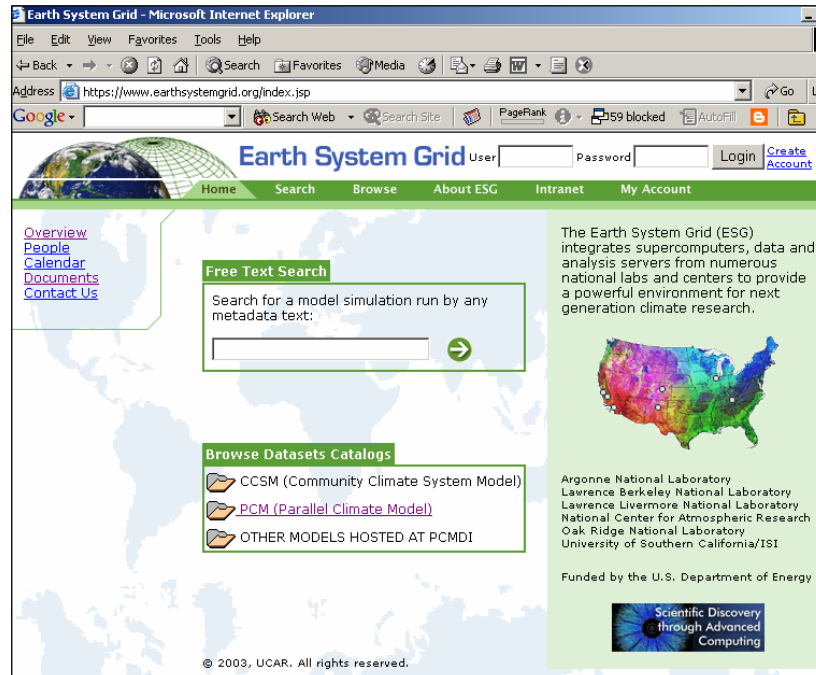 Earth System Grid - Microsoft Internet Explorer
File Edit View Favorites Tools Help
Back Search Favorites Media
Address https://www.earthsystemgrid.org/index.jsp Go L
Google Search Web Search Site PageRank 59 blocked AutoFill
Earth System Grid User Password Login Create Account
Home Search Browse About ESG Intranet My Account
Overview
People
Calendar
Documents
Contact Us
Free Text Search
Search for a model simulation run by any
metadata text:
Browse Datasets Catalogs
CCSM (Community Climate System Model)
PCM (Parallel Climate Model)
OTHER MODELS HOSTED AT PCMDI
© 2003, UCAR. All rights reserved.
The Earth System Grid (ESG)
integrates supercomputers, data and
analysis servers from numerous
national labs and centers to provide
a powerful environment for next
generation climate research.
Argonne National Laboratory
Lawrence Berkeley National Laboratory
Lawrence Livermore National Laboratory
National Center for Atmospheric Research
Oak Ridge National Laboratory
University of Southern California/ISI
Funded by the U.S. Department of Energy
Scientific Discovery
through Advanced
Computing